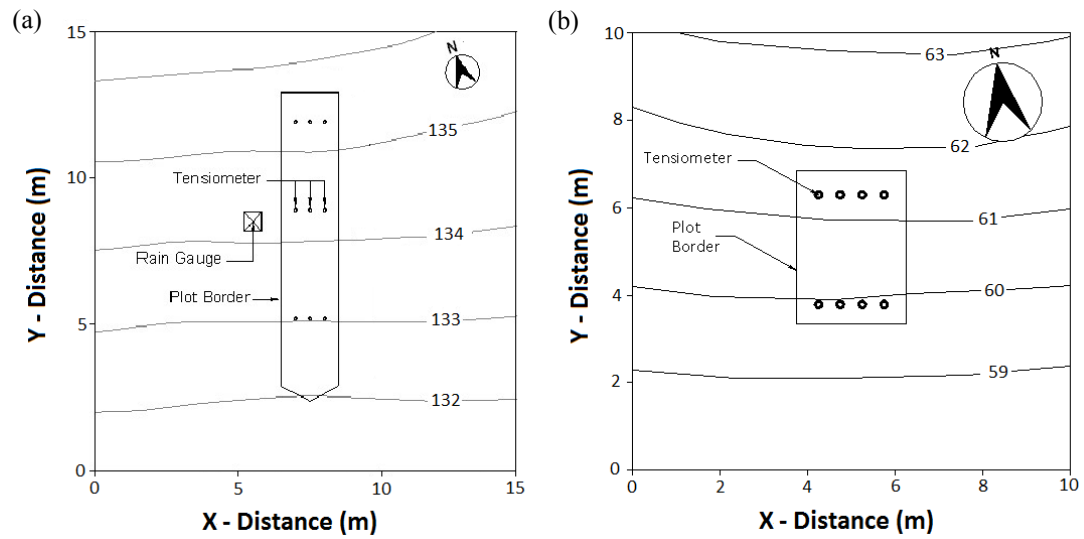 (a)
15
10
5
0
0
5
10
15
Y - Distance (m)
X - Distance (m)
N
135
134
133
132
Tensiometer
Rain Gauge
Plot Border
(b)
10
8
6
4
2
0
0
2
4
6
8
10
Y - Distance (m)
X - Distance (m)
N
63
62
61
60
59
Tensiometer
Plot
Border